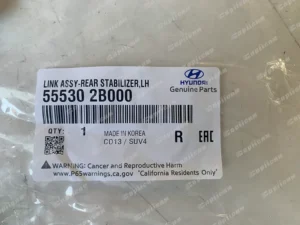 LINK ASSY-REAR STABILIZER,LH
55530 2B000
HYUNDAI
Genuine Parts
QTY: 1
MADE IN KOREA
CD13 / SUV4
R EAC
WARNING: Cancer and Reproductive Harm
www.P65warnings.ca.gov "California Residents Only"